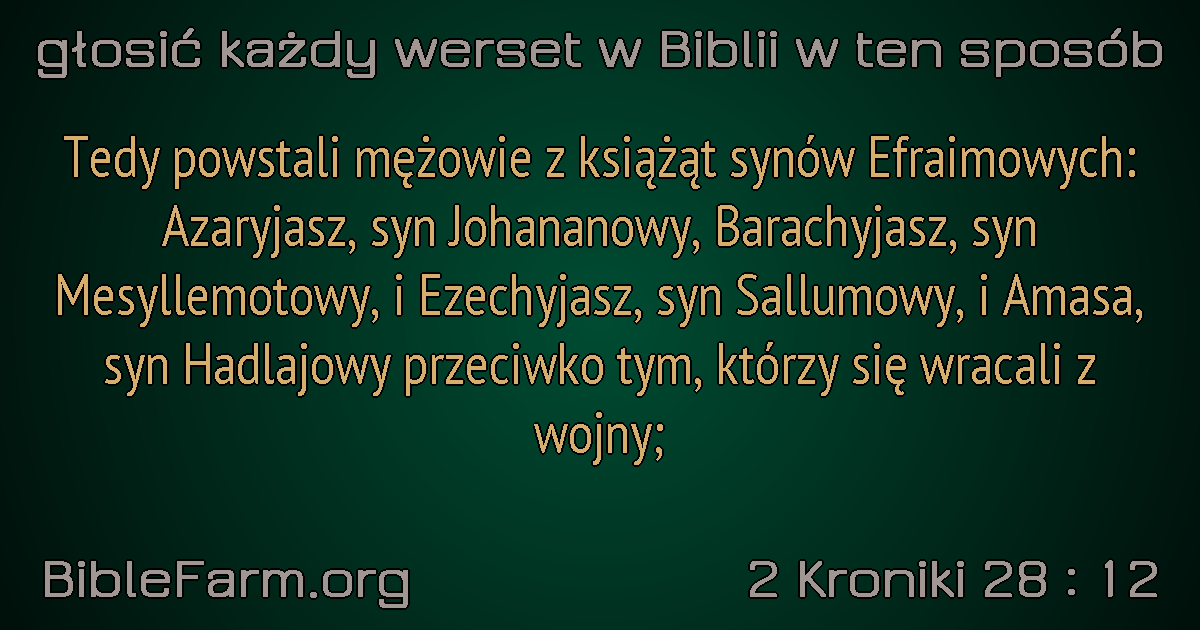 głosić każdy werset w Biblii w ten sposób
Tedy powstali mężowie z książąt synów Efraimowych:
Azaryjasz, syn Johananowy, Barachyjasz, syn
Mesyllemotowy, i Ezechyjasz, syn Sallumowy, i Amasa,
syn Hadlajowy przeciwko tym, którzy się wracali z
wojny;
BibleFarm.org
2 Kroniki 28 : 12